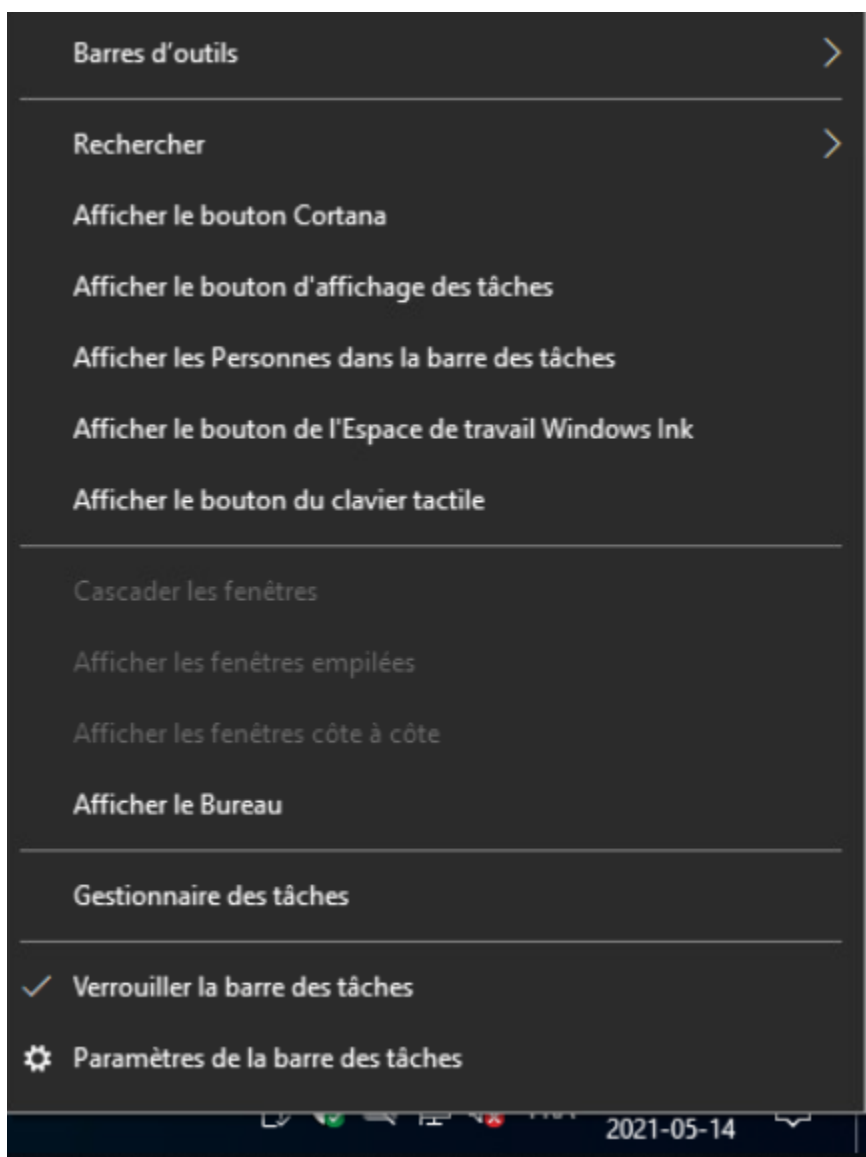 Barres d’outils
Rechercher
Afficher le bouton Cortana
Afficher le bouton d'affichage des tâches
Afficher les Personnes dans la barre des tâches
Afficher le bouton de l'Espace de travail Windows Ink
Afficher le bouton du clavier tactile
Cascader les fenêtres
Afficher les fenêtres empilées
Afficher les fenêtres côte à côte
Afficher le Bureau
Gestionnaire des tâches
Verrouiller la barre des tâches
Paramètres de la barre des tâches
2021-05-14